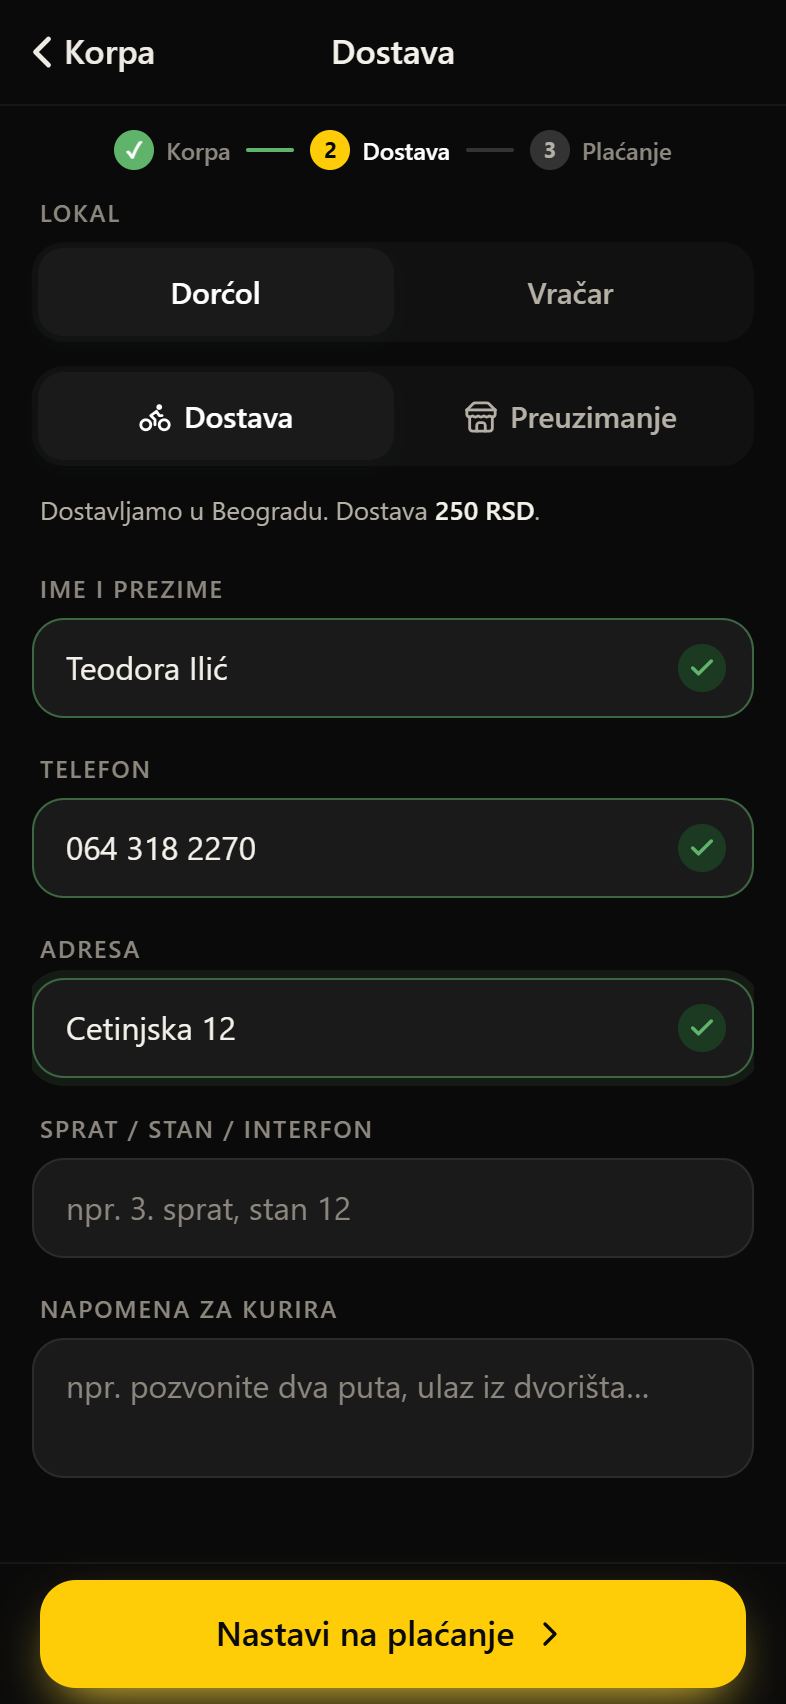 Korpa
Dostava
Korpa 2 Dostava 3 Plaćanje
LOKAL
Dorćol Vračar
Dostava Preuzimanje
Dostavljamo u Beogradu. Dostava 250 RSD.
IME I PREZIME
Teodora Ilić
TELEFON
064 318 2270
ADRESA
Cetinjska 12
SPRAT / STAN / INTERFON
npr. 3. sprat, stan 12
NAPOMENA ZA KURIRA
npr. pozvonite dva puta, ulaz iz dvorišta...
Nastavi na plaćanje